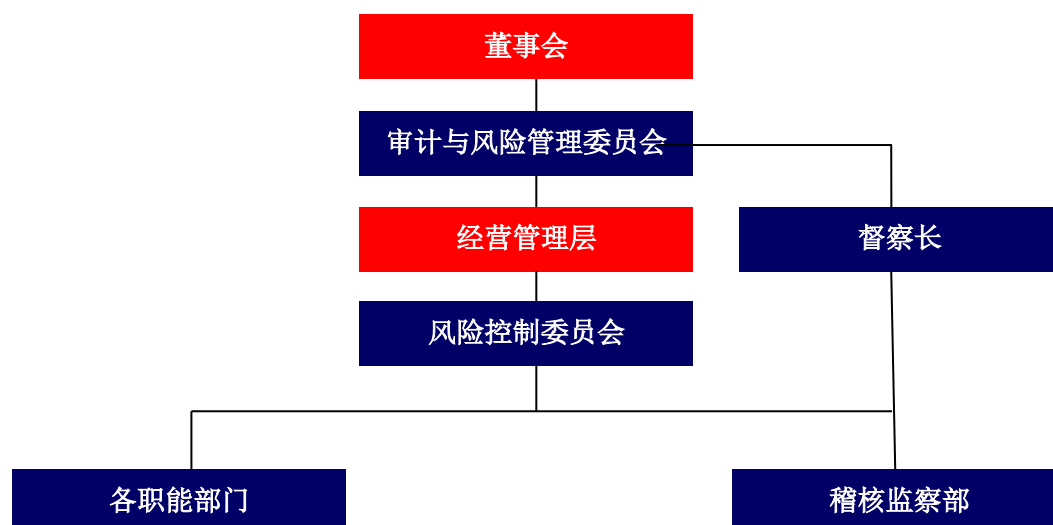 董事会
审计与风险管理委员会
经营管理层
督察长
风险控制委员会
各职能部门
稽核监察部